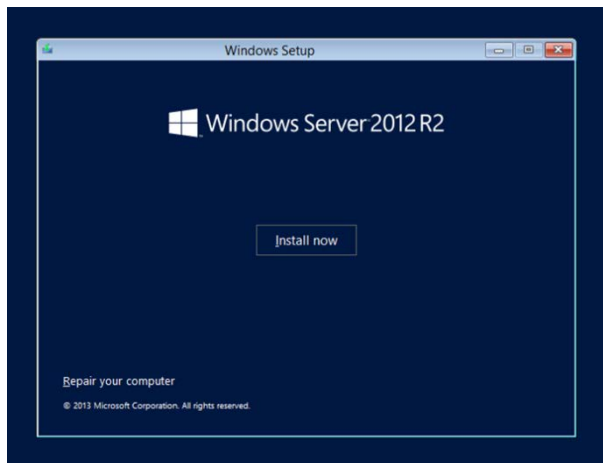 Windows Setup
Windows Server 2012 R2
Install now
Repair your computer
© 2013 Microsoft Corporation. All rights reserved.